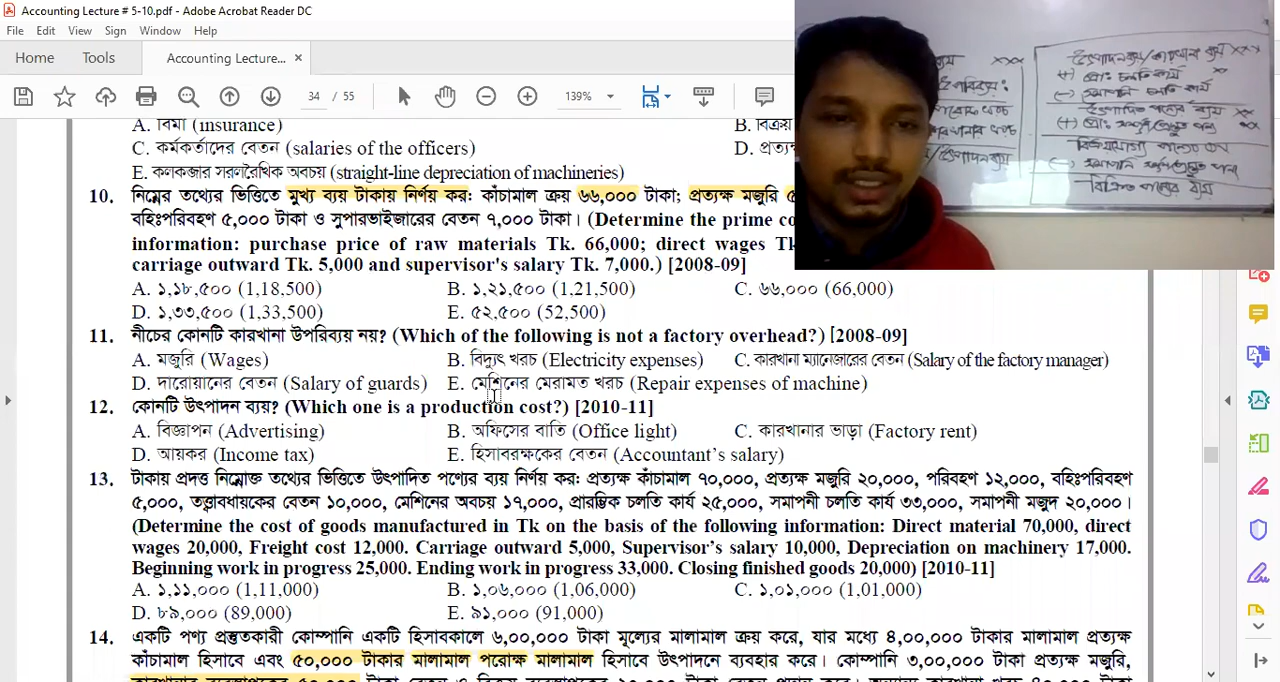 Accounting Lecture # 5-10.pdf - Adobe Acrobat Reader DC
File Edit View Sign Window Help
Home Tools Accounting Lecture... ×
34 / 55 139%
A. বিমা (insurance) B. বিক্রয়
C. কর্মকর্তাদের বেতন (salaries of the officers) D. প্রত্যক্ষ
E. কলকাজার সরলরৈখিক অবচয় (straight-line depreciation of machineries)
10. নিম্নের তথ্যের ভিত্তিতে মুখ্য ব্যয় টাকায় নির্ণয় কর: কাঁচামাল ক্রয় ৬৬,০০০ টাকা; প্রত্যক্ষ মজুরি ৫
বহিঃপরিবহণ ৫,০০০ টাকা ও সুপারভাইজারের বেতন ৭,০০০ টাকা। (Determine the prime co
information: purchase price of raw materials Tk. 66,000; direct wages Tk
carriage outward Tk. 5,000 and supervisor's salary Tk. 7,000.) [2008-09]
A. ১,১৮,৫০০ (1,18,500) B. ১,২১,৫০০ (1,21,500) C. ৬৬,০০০ (66,000)
D. ১,৩৩,৫০০ (1,33,500) E. ৫২,৫০০ (52,500)
11. নীচের কোনটি কারখানা উপরিব্যয় নয়? (Which of the following is not a factory overhead?) [2008-09]
A. মজুরি (Wages) B. বিদ্যুৎ খরচ (Electricity expenses) C. কারখানা ম্যানেজারের বেতন (Salary of the factory manager)
D. দারোয়ানের বেতন (Salary of guards) E. মেশিনের মেরামত খরচ (Repair expenses of machine)
12. কোনটি উৎপাদন ব্যয়? (Which one is a production cost?) [2010-11]
A. বিজ্ঞাপন (Advertising) B. অফিসের বাতি (Office light) C. কারখানার ভাড়া (Factory rent)
D. আয়কর (Income tax) E. হিসাবরক্ষকের বেতন (Accountant's salary)
13. টাকায় প্রদত্ত নিম্নোক্ত তথ্যের ভিত্তিতে উৎপাদিত পণ্যের ব্যয় নির্ণয় কর: প্রত্যক্ষ কাঁচামাল ৭০,০০০, প্রত্যক্ষ মজুরি ২০,০০০, পরিবহণ ১২,০০০, বহিঃপরিবহণ
৫,০০০, তত্ত্বাবধায়কের বেতন ১০,০০০, মেশিনের অবচয় ১৭,০০০, প্রারম্ভিক চলতি কার্য ২৫,০০০, সমাপনী চলতি কার্য ৩৩,০০০, সমাপনী মজুদ ২০,০০০।
(Determine the cost of goods manufactured in Tk on the basis of the following information: Direct material 70,000, direct
wages 20,000, Freight cost 12,000. Carriage outward 5,000, Supervisor's salary 10,000, Depreciation on machinery 17,000.
Beginning work in progress 25,000. Ending work in progress 33,000. Closing finished goods 20,000) [2010-11]
A. ১,১১,০০০ (1,11,000) B. ১,০৬,০০০ (1,06,000) C. ১,০১,০০০ (1,01,000)
D. ৮৯,০০০ (89,000) E. ৯১,০০০ (91,000)
14. একটি পণ্য প্রস্তুতকারী কোম্পানি একটি হিসাবকালে ৬,০০,০০০ টাকা মূল্যের মালামাল ক্রয় করে, যার মধ্যে ৪,০০,০০০ টাকার মালামাল প্রত্যক্ষ
কাঁচামাল হিসাবে এবং ৫০,০০০ টাকার মালামাল পরোক্ষ মালামাল হিসাবে উৎপাদনে ব্যবহার করে। কোম্পানি ৩,০০,০০০ টাকা প্রত্যক্ষ মজুরি,